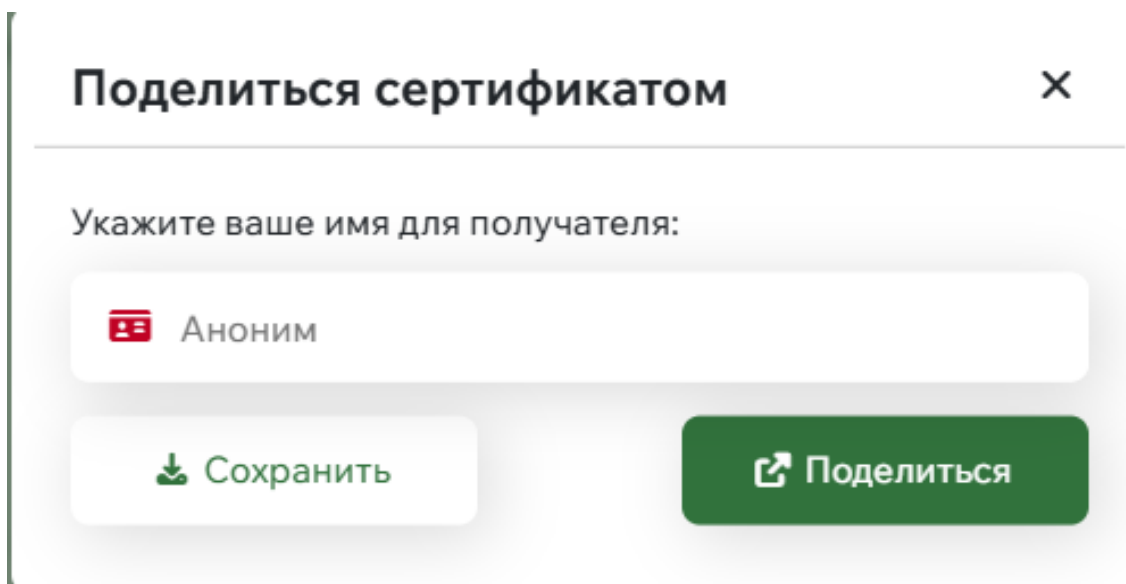 Поделиться сертификатом
Укажите ваше имя для получателя:
Аноним
Сохранить
Поделиться